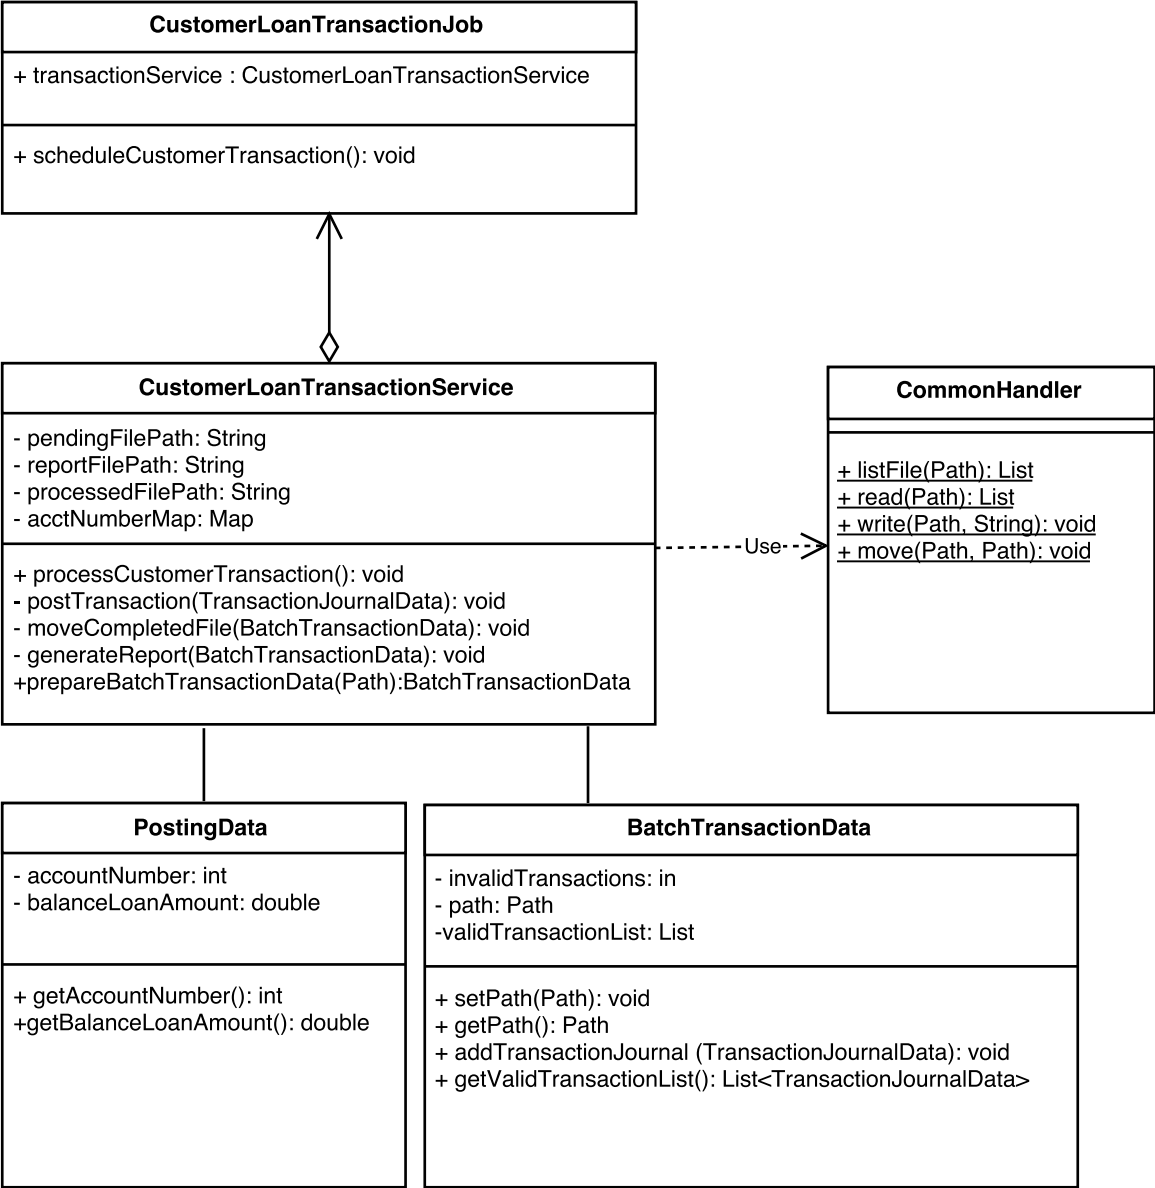 CustomerLoanTransactionJob
+ transactionService : CustomerLoanTransactionService
+ scheduleCustomerTransaction(): void
CustomerLoanTransactionService
- pendingFilePath: String
- reportFilePath: String
- processedFilePath: String
- acctNumberMap: Map
+ processCustomerTransaction(): void
- postTransaction(TransactionJournalData): void
- moveCompletedFile(BatchTransactionData): void
- generateReport(BatchTransactionData): void
+prepareBatchTransactionData(Path):BatchTransactionData
Use
CommonHandler
+ listFile(Path): List
+ read(Path): List
+ write(Path, String): void
+ move(Path, Path): void
PostingData
- accountNumber: int
- balanceLoanAmount: double
+ getAccountNumber(): int
+getBalanceLoanAmount(): double
BatchTransactionData
- invalidTransactions: in
- path: Path
-validTransactionList: List
+ setPath(Path): void
+ getPath(): Path
+ addTransactionJournal (TransactionJournalData): void
+ getValidTransactionList(): List<TransactionJournalData>